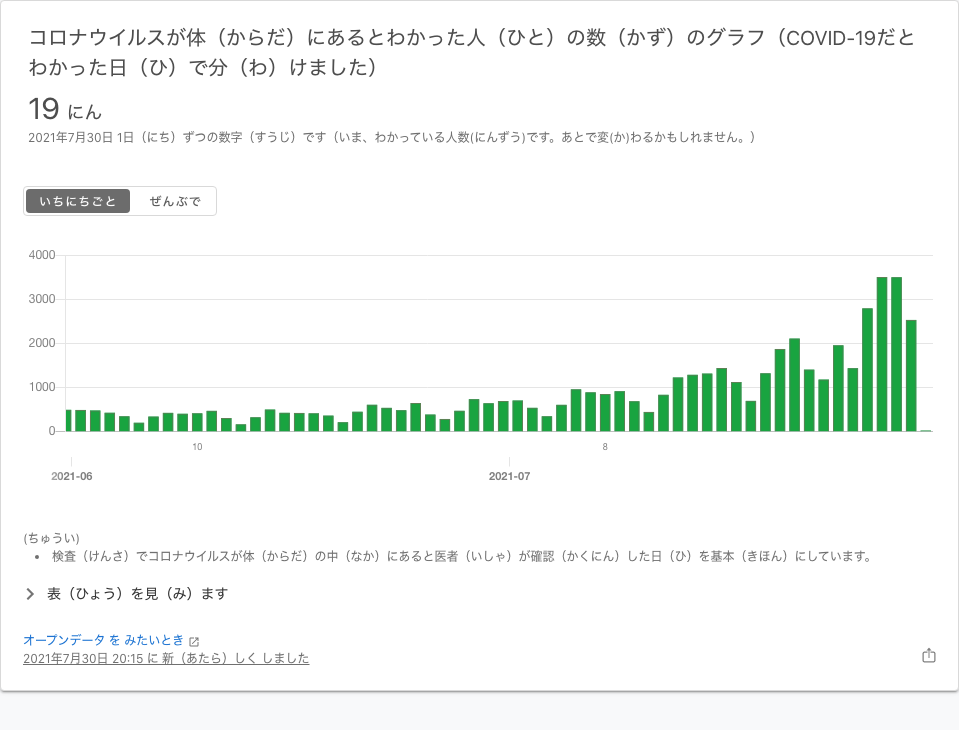 コロナウイルスが体（からだ）にあるとわかった人（ひと）の数（かず）のグラフ（COVID-19だと
わかった日（ひ）で分（わ）けました）
19 にん
2021年7月30日 1日（にち）ずつの数字（すうじ）です（いま、わかっている人数(にんずう)です。あとで変(か)わるかもしれません。）
いちにちごと ぜんぶで
4000
3000
2000
1000
0
10 8
2021-06 2021-07
(ちゅうい)
• 検査（けんさ）でコロナウイルスが体（からだ）の中（なか）にあると医者（いしゃ）が確認（かくにん）した日（ひ）を基本（きほん）にしています。
表（ひょう）を見（み）ます
オープンデータ を みたいとき
2021年7月30日 20:15 に 新（あたら）しく しました